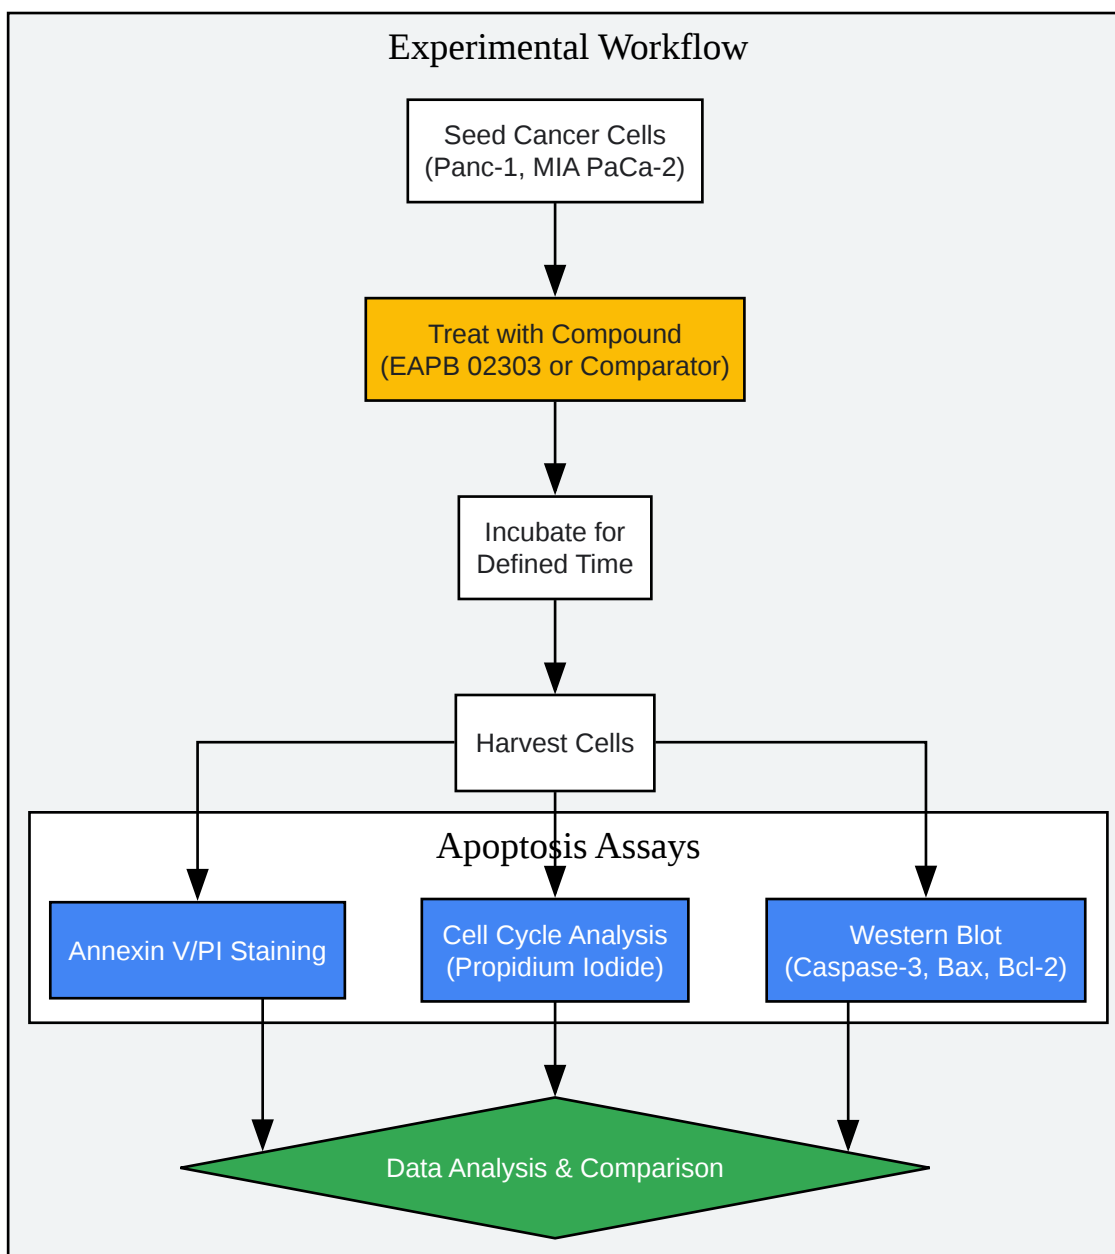 Experimental Workflow
Seed Cancer Cells
(Panc-1, MIA PaCa-2)
Treat with Compound
(EAPB 02303 or Comparator)
Incubate for
Defined Time
Harvest Cells
Apoptosis Assays
Annexin V/PI Staining
Cell Cycle Analysis
(Propidium Iodide)
Western Blot
(Caspase-3, Bax, Bcl-2)
Data Analysis & Comparison